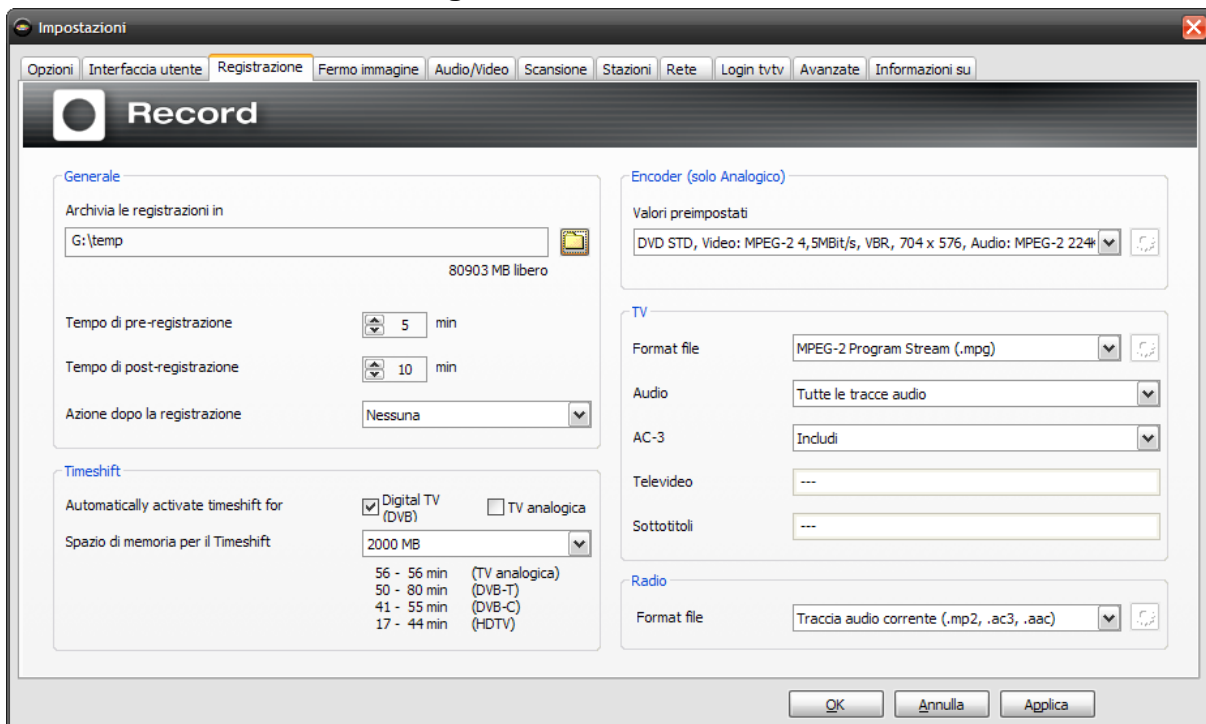 Impostazioni
Opzioni Interfaccia utente Registrazione Fermo immagine Audio/Video Scansione Stazioni Rete Login tvtv Avanzate Informazioni su
Record
Generale
Archivia le registrazioni in
G:\temp
80903 MB libero
Tempo di pre-registrazione 5 min
Tempo di post-registrazione 10 min
Azione dopo la registrazione Nessuna
Timeshift
Automatically activate timeshift for Digital TV (DVB) TV analogica
Spazio di memoria per il Timeshift 2000 MB
56 - 56 min (TV analogica)
50 - 80 min (DVB-T)
41 - 55 min (DVB-C)
17 - 44 min (HDTV)
Encoder (solo Analogico)
Valori preimpostati
DVD STD, Video: MPEG-2 4,5MBit/s, VBR, 704 x 576, Audio: MPEG-2 224
TV
Format file MPEG-2 Program Stream (.mpg)
Audio Tutte le tracce audio
AC-3 Includi
Televideo ---
Sottotitoli ---
Radio
Format file Traccia audio corrente (.mp2, .ac3, .aac)
OK Annulla Applica